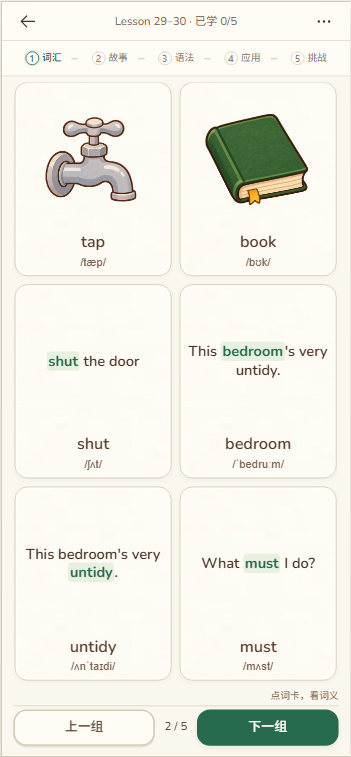 Lesson 29–30 · 已学 0/5
1 词汇 – 2 故事 – 3 语法 – 4 应用 – 5 挑战
tap
/tæp/
book
/bʊk/
shut the door
shut
/ʃʌt/
This bedroom's very
untidy.
bedroom
/ˈbedruːm/
This bedroom's very
untidy.
untidy
/ʌnˈtaɪdi/
What must I do?
must
/mʌst/
点词卡，看词义
上一组
2 / 5
下一组